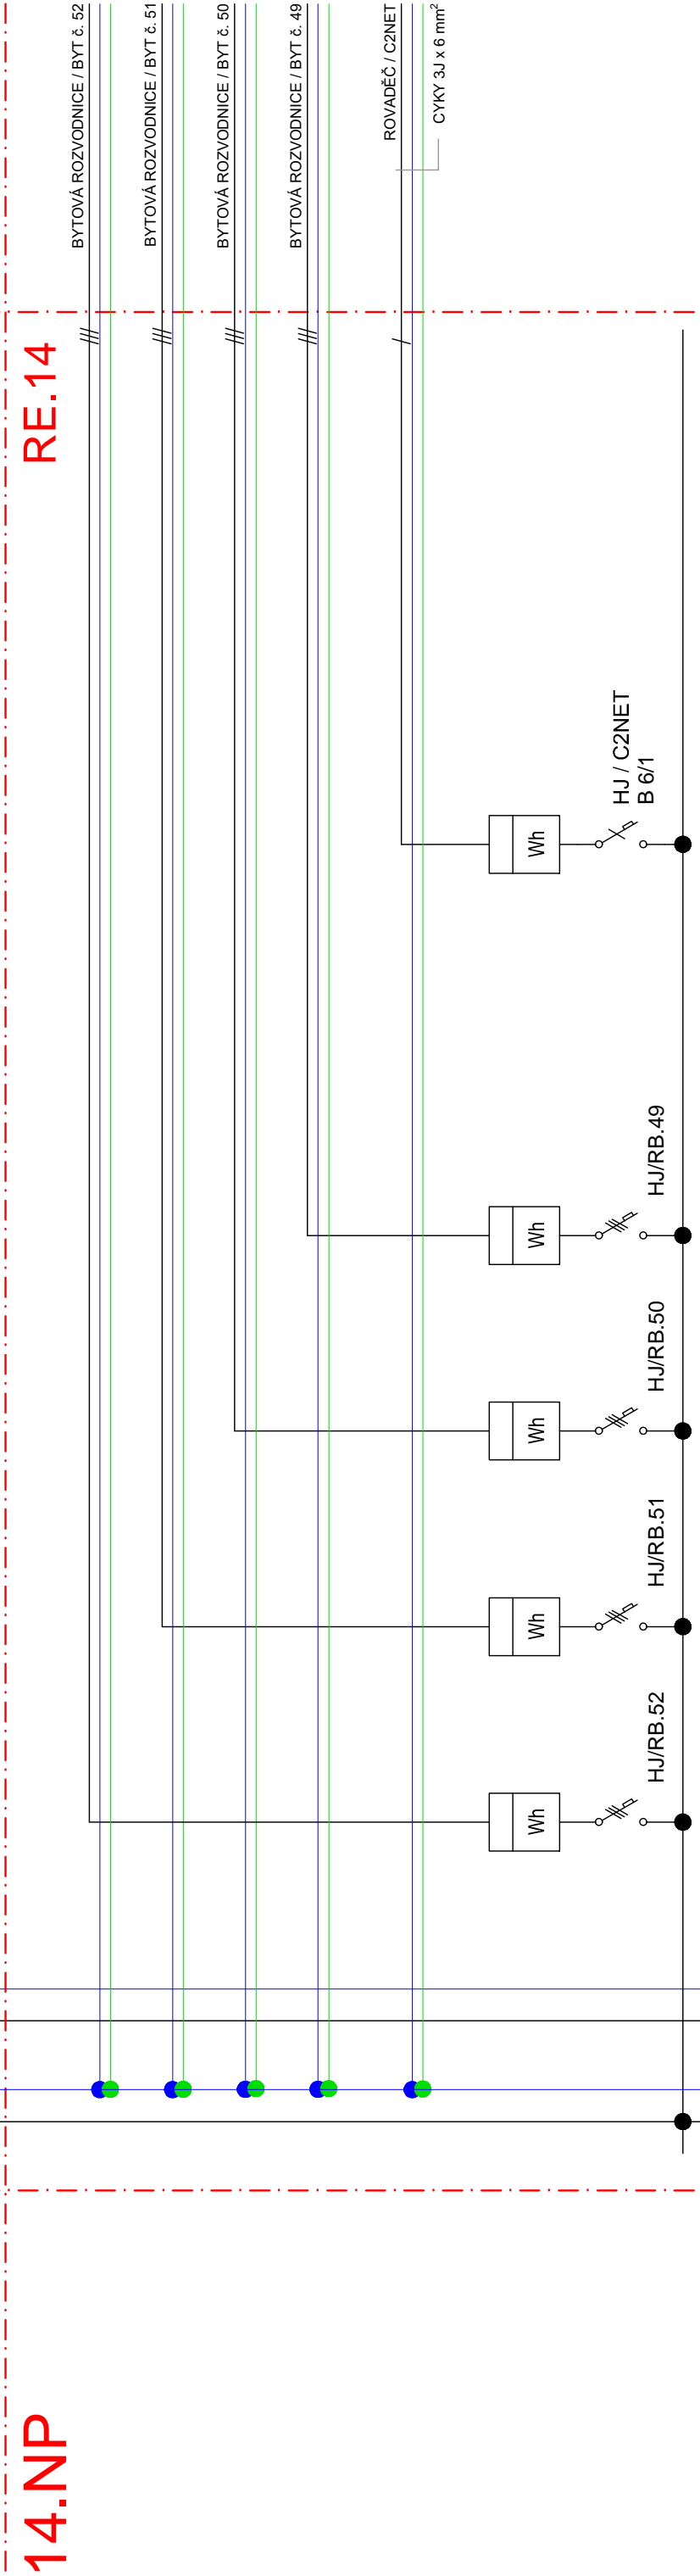 14.NP
RE.14
BYTOVÁ ROZVODNICE / BYT č. 52
BYTOVÁ ROZVODNICE / BYT č. 51
BYTOVÁ ROZVODNICE / BYT č. 50
BYTOVÁ ROZVODNICE / BYT č. 49
ROVADĚČ / C2NET
CYKY 3J x 6 mm²
Wh
Wh
Wh
Wh
Wh
HJ/RB.52
HJ/RB.51
HJ/RB.50
HJ/RB.49
HJ / C2NET
B 6/1